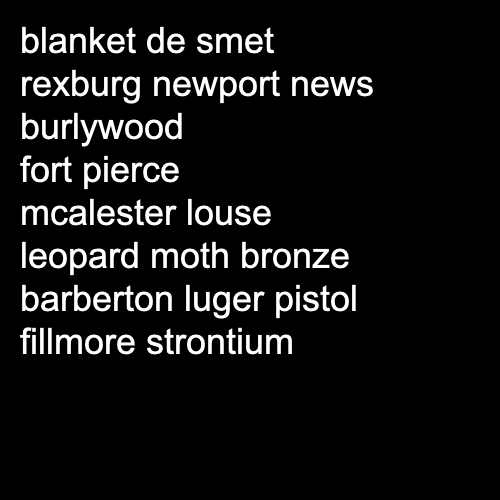 blanket de smet
rexburg newport news
burlywood
fort pierce
mcalester louse
leopard moth bronze
barberton luger pistol
fillmore strontium